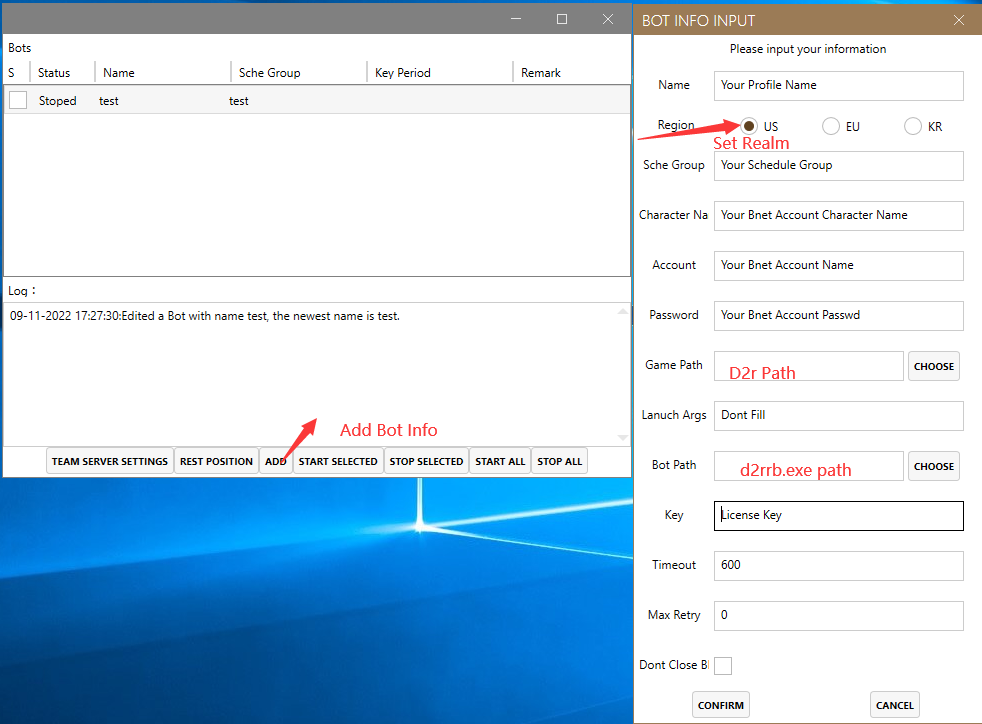 Bots
S Status Name Sche Group Key Period Remark
Stoped test test
Log：
09-11-2022 17:27:30:Edited a Bot with name test, the newest name is test.
Add Bot Info
TEAM SERVER SETTINGS REST POSITION ADD START SELECTED STOP SELECTED START ALL STOP ALL
BOT INFO INPUT
Please input your information
Name Your Profile Name
Region US EU KR
Set Realm
Sche Group Your Schedule Group
Character Na Your Bnet Account Character Name
Account Your Bnet Account Name
Password Your Bnet Account Passwd
Game Path D2r Path CHOOSE
Lanuch Args Dont Fill
Bot Path d2rrb.exe path CHOOSE
Key License Key
Timeout 600
Max Retry 0
Dont Close Bl
CONFIRM CANCEL